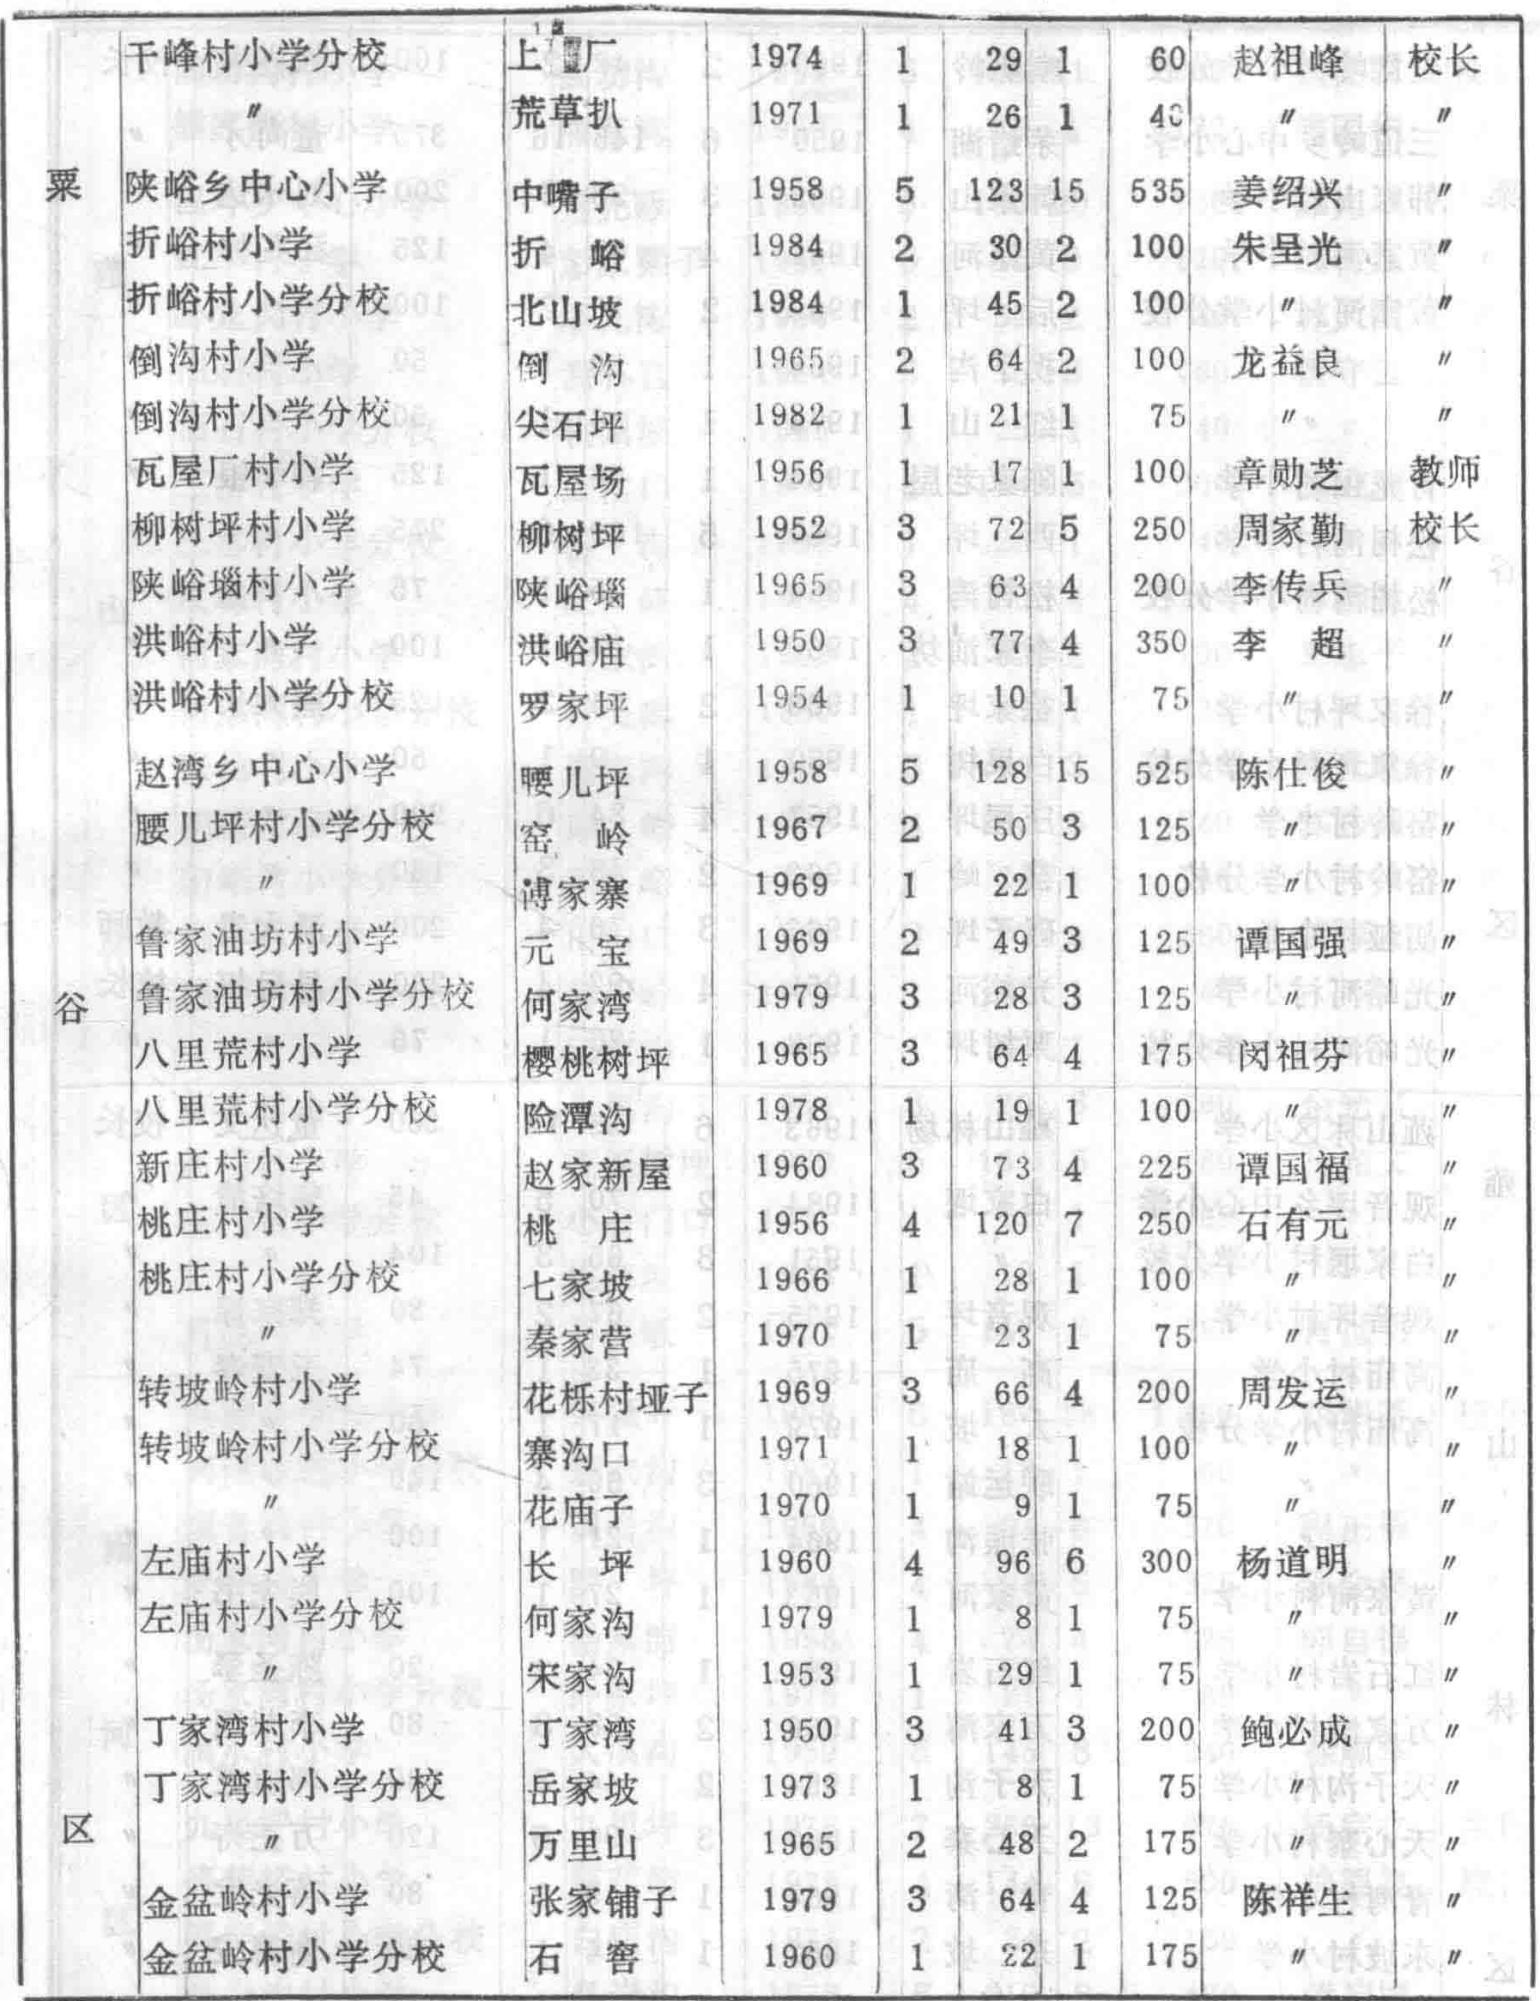 干峰村小学分校 上 厂 1974 1 29 1 60 赵祖峰 校长
〃 荒草扒 1971 1 26 1 40 〃 〃
粟 陕峪乡中心小学 中嘴子 1958 5 123 15 535 姜绍兴 〃
折峪村小学 折 峪 1984 2 30 2 100 朱呈光 〃
折峪村小学分校 北山坡 1984 1 45 2 100 〃 〃
倒沟村小学 倒 沟 1965 2 64 2 100 龙益良 〃
倒沟村小学分校 尖石坪 1982 1 21 1 75 〃 〃
瓦屋厂村小学 瓦屋场 1956 1 17 1 100 章勋芝 教师
柳树坪村小学 柳树坪 1952 3 72 5 250 周家勤 校长
陕峪瑙村小学 陕峪瑙 1965 3 63 4 200 李传兵 〃
洪峪村小学 洪峪庙 1950 3 77 4 350 李 超 〃
洪峪村小学分校 罗家坪 1954 1 10 1 75 〃 〃
赵湾乡中心小学 腰儿坪 1958 5 128 15 525 陈仕俊 〃
腰儿坪村小学分校 窑 岭 1967 2 50 3 125 〃 〃
〃 溥家寨 1969 1 22 1 100 〃 〃
鲁家油坊村小学 元 宝 1969 2 49 3 125 谭国强 〃
谷 鲁家油坊村小学分校 何家湾 1979 3 28 3 125 〃 〃
八里荒村小学 樱桃树坪 1965 3 64 4 175 闵祖芬 〃
八里荒村小学分校 险潭沟 1978 1 19 1 100 〃 〃
新庄村小学 赵家新屋 1960 3 73 4 225 谭国福 〃
桃庄村小学 桃 庄 1956 4 120 7 250 石有元 〃
桃庄村小学分校 七家坡 1966 1 28 1 100 〃 〃
〃 秦家营 1970 1 23 1 75 〃 〃
转坡岭村小学 花栎村垭子 1969 3 66 4 200 周发运 〃
转坡岭村小学分校 寨沟口 1971 1 18 1 100 〃 〃
〃 花庙子 1970 1 9 1 75 〃 〃
左庙村小学 长 坪 1960 4 96 6 300 杨道明 〃
左庙村小学分校 何家沟 1979 1 8 1 75 〃 〃
〃 宋家沟 1953 1 29 1 75 〃 〃
丁家湾村小学 丁家湾 1950 3 41 3 200 鲍必成 〃
丁家湾村小学分校 岳家坡 1973 1 8 1 75 〃 〃
区 〃 万里山 1965 2 48 2 175 〃 〃
金盆岭村小学 张家铺子 1979 3 64 4 125 陈祥生 〃
金盆岭村小学分校 石 窖 1960 1 22 1 175 〃 〃